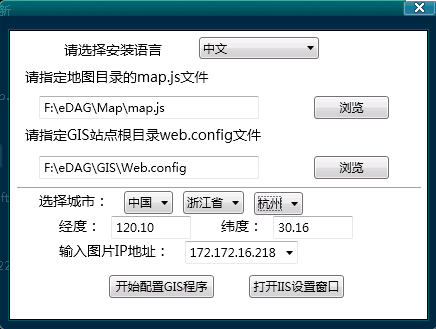 请选择安装语言 中文
请指定地图目录的map.js文件
F:\eDAG\Map\map.js 浏览
请指定GIS站点根目录web.config文件
F:\eDAG\GIS\Web.config 浏览
选择城市： 中国 浙江省 杭州
经度： 120.10 纬度： 30.16
输入图片IP地址： 172.172.16.218
开始配置GIS程序 打开IIS设置窗口